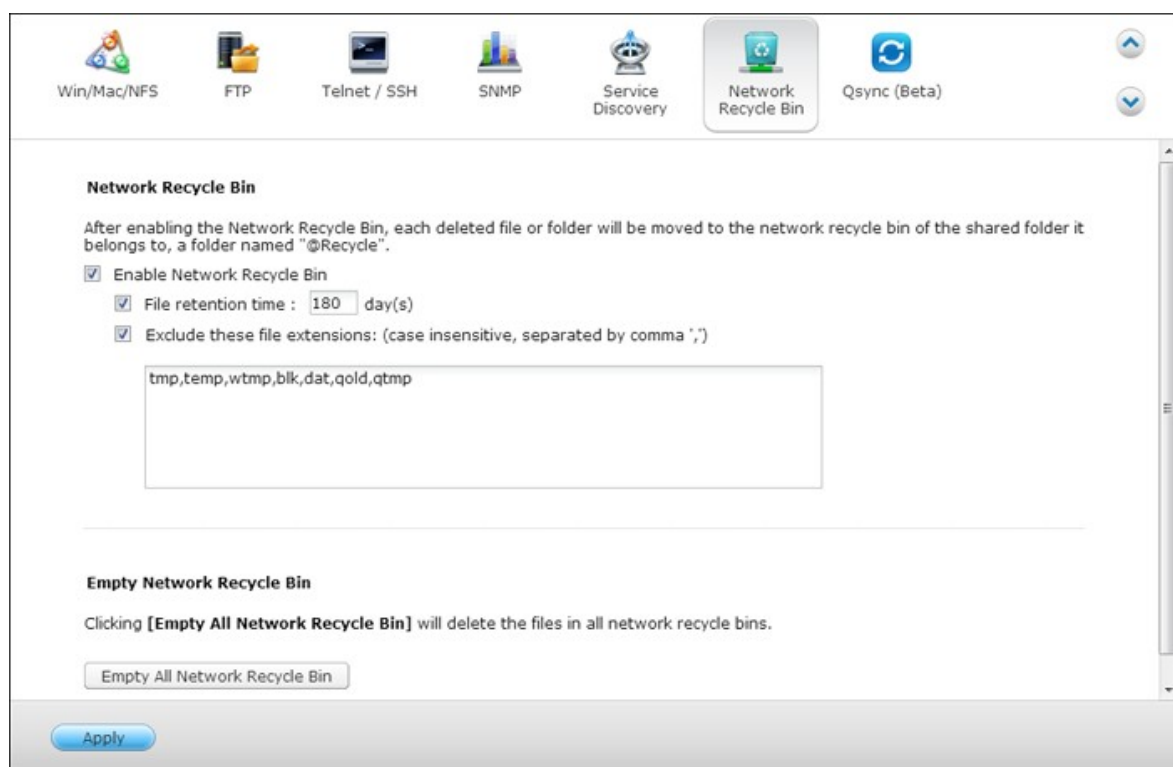 Win/Mac/NFS
FTP
Telnet / SSH
SNMP
Service
Discovery
Network
Recycle Bin
Qsync (Beta)
Network Recycle Bin
After enabling the Network Recycle Bin, each deleted file or folder will be moved to the network recycle bin of the shared folder it
belongs to, a folder named "@Recycle".
Enable Network Recycle Bin
File retention time : 180 day(s)
Exclude these file extensions: (case insensitive, separated by comma ',')
tmp,temp,wtmp,blk,dat,qold,qtmp
Empty Network Recycle Bin
Clicking [Empty All Network Recycle Bin] will delete the files in all network recycle bins.
Empty All Network Recycle Bin
Apply